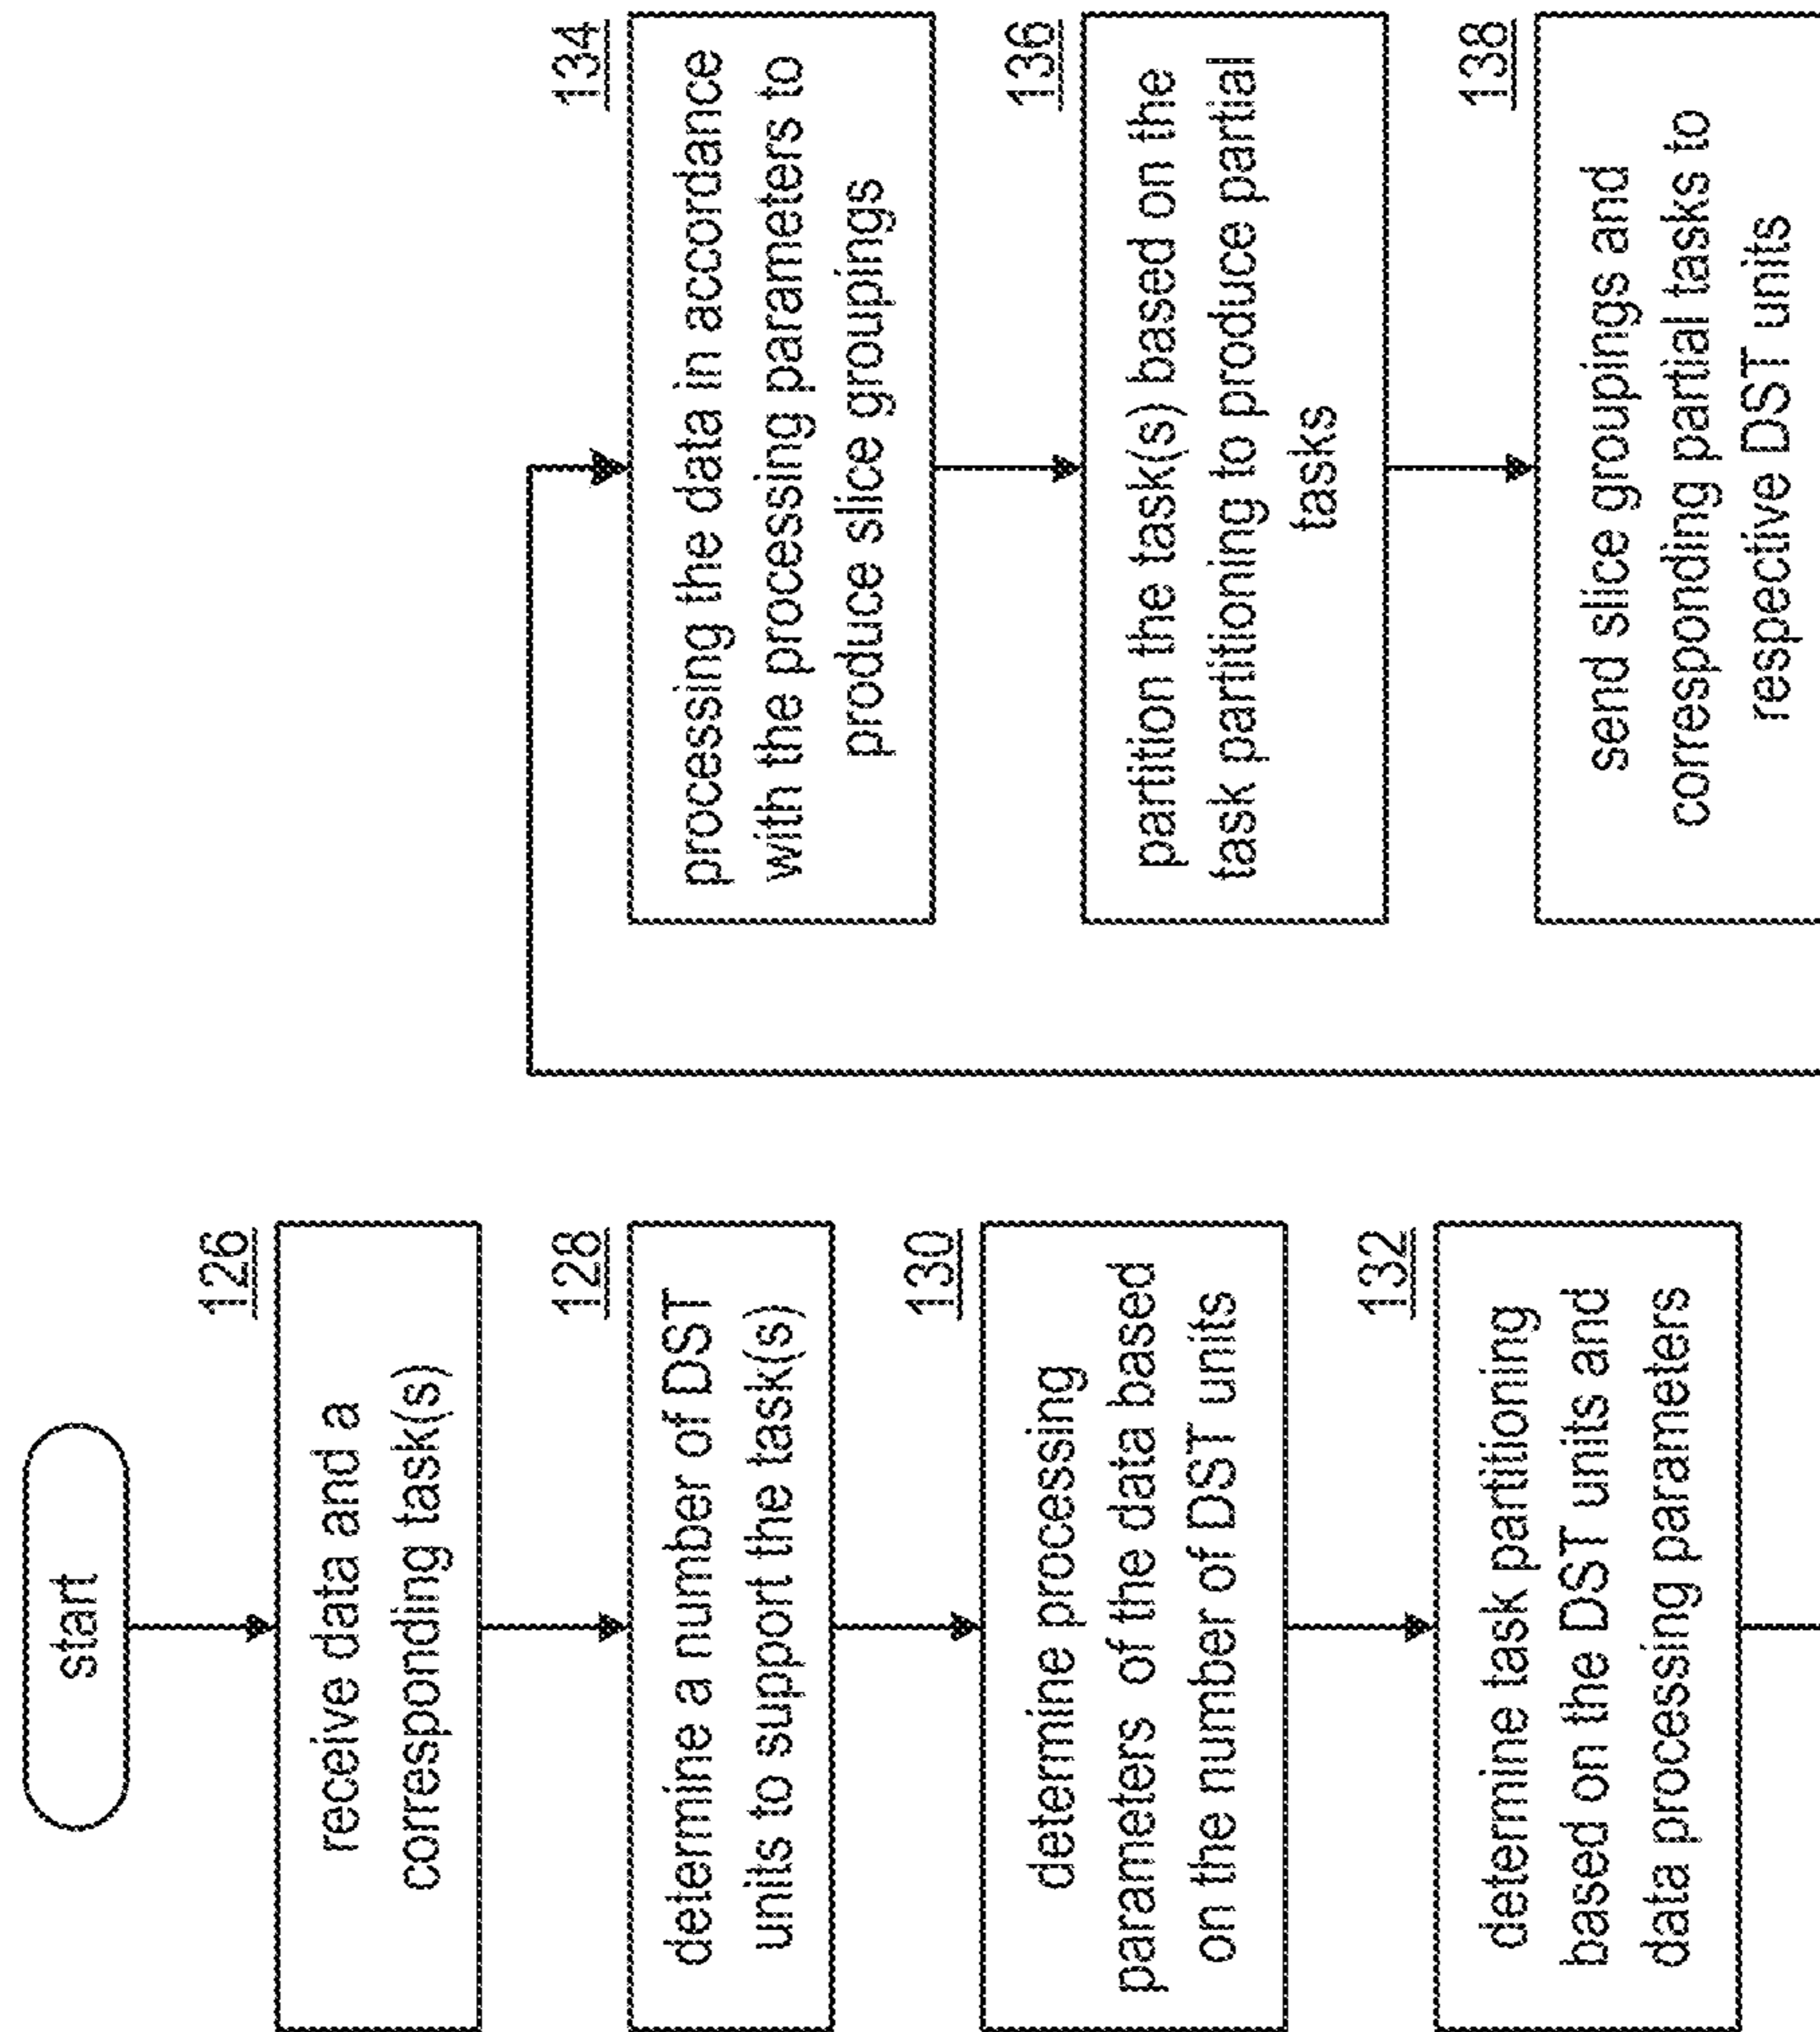 start
126
receive data and a
corresponding task(s)
128
determine a number of DST
units to support the task(s)
130
determine processing
parameters of the data based
on the number of DST units
132
determine task partitioning
based on the DST units and
data processing parameters
134
processing the data in accordance
with the processing parameters to
produce slice groupings
136
partition the task(s) based on the
task partitioning to produce partial
tasks
138
send slice groupings and
corresponding partial tasks to
respective DST units